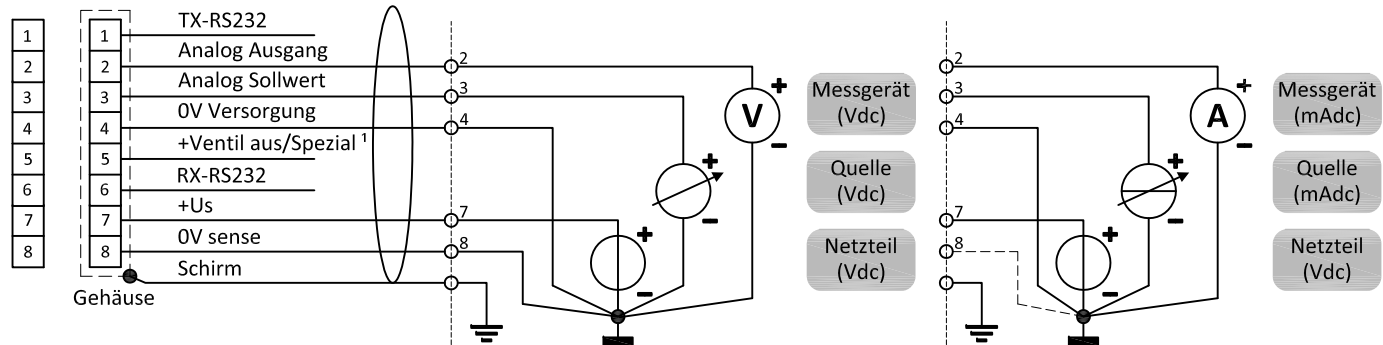 1
2
3
4
5
6
7
8
1
2
3
4
5
6
7
8
TX-RS232
Analog Ausgang
Analog Sollwert
0V Versorgung
+Ventil aus/Spezial ¹
RX-RS232
+Us
0V sense
Schirm
Gehäuse
2
3
4
7
8
V
+
−
+
−
+
−
Messgerät
(Vdc)
Quelle
(Vdc)
Netzteil
(Vdc)
2
3
4
7
8
A
+
−
+
−
+
−
Messgerät
(mAdc)
Quelle
(mAdc)
Netzteil
(Vdc)